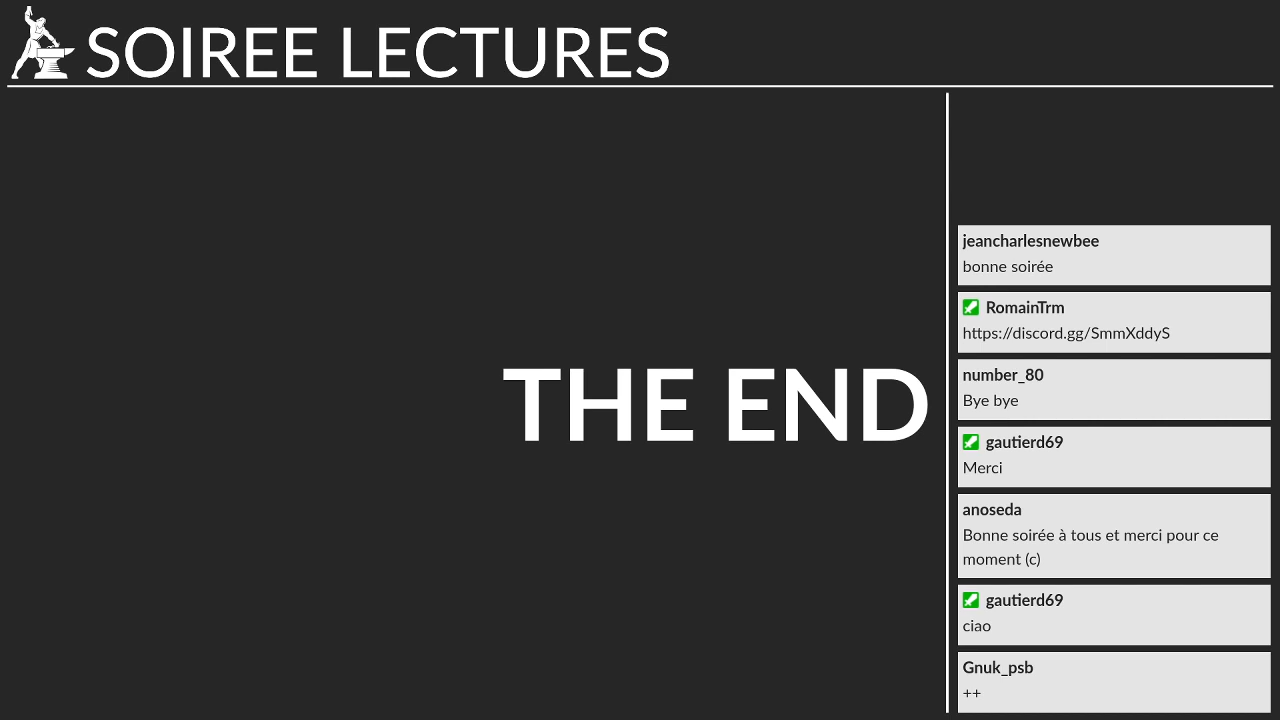 SOIREE LECTURES
THE END
jeancharlesnewbee
bonne soirée
RomainTrm
https://discord.gg/SmmXddyS
number_80
Bye bye
gautierd69
Merci
anoseda
Bonne soirée à tous et merci pour ce
moment (c)
gautierd69
ciao
Gnuk_psb
++